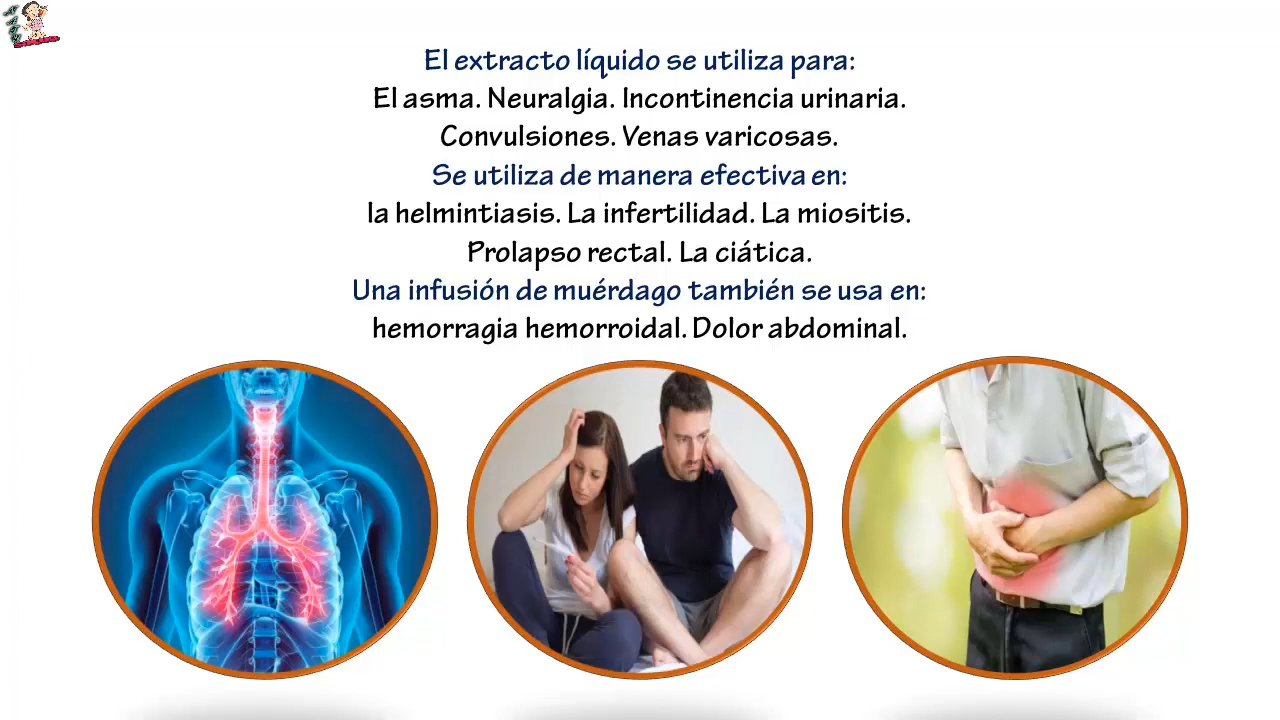 El extracto líquido se utiliza para:
El asma. Neuralgia. Incontinencia urinaria.
Convulsiones. Venas varicosas.
Se utiliza de manera efectiva en:
la helmintiasis. La infertilidad. La miositis.
Prolapso rectal. La ciática.
Una infusión de muérdago también se usa en:
hemorragia hemorroidal. Dolor abdominal.